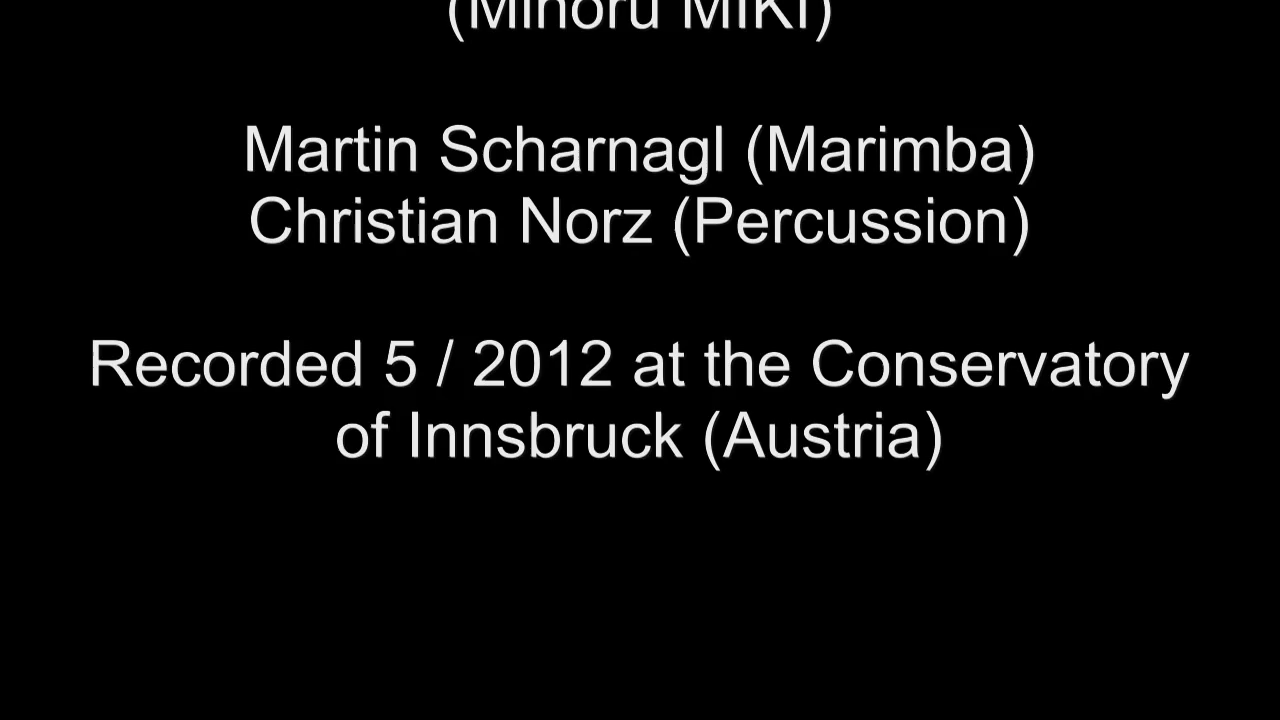 (Minoru MIKI)
Martin Scharnagl (Marimba)
Christian Norz (Percussion)
Recorded 5 / 2012 at the Conservatory
of Innsbruck (Austria)